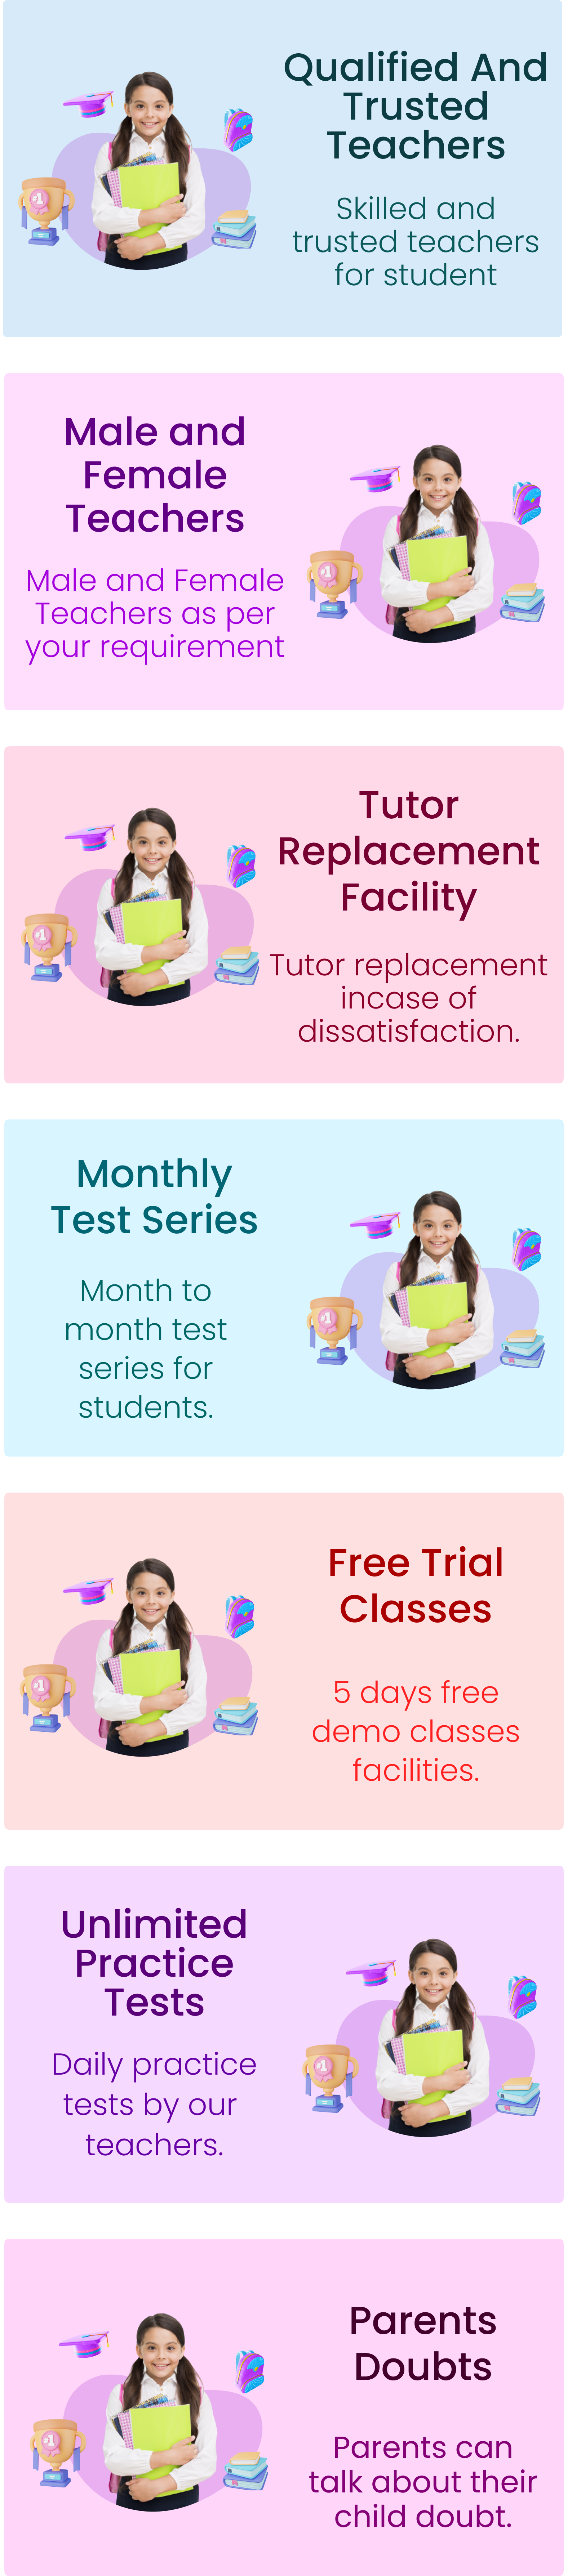 Qualified And
Trusted
Teachers
Skilled and
trusted teachers
for student
Male and
Female
Teachers
Male and Female
Teachers as per
your requirement
Tutor
Replacement
Facility
Tutor replacement
incase of
dissatisfaction.
Monthly
Test Series
Month to
month test
series for
students.
Free Trial
Classes
5 days free
demo classes
facilities.
Unlimited
Practice
Tests
Daily practice
tests by our
teachers.
Parents
Doubts
Parents can
talk about their
child doubt.